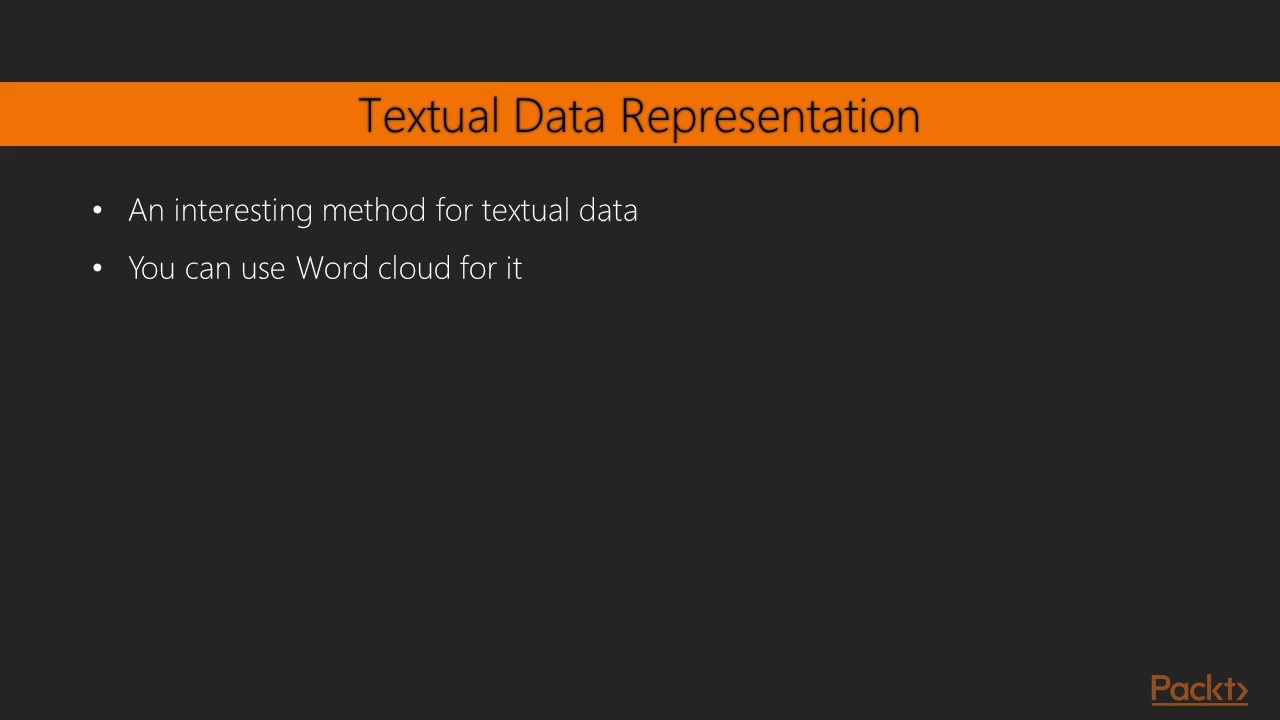 Textual Data Representation
• An interesting method for textual data
• You can use Word cloud for it
Packt>